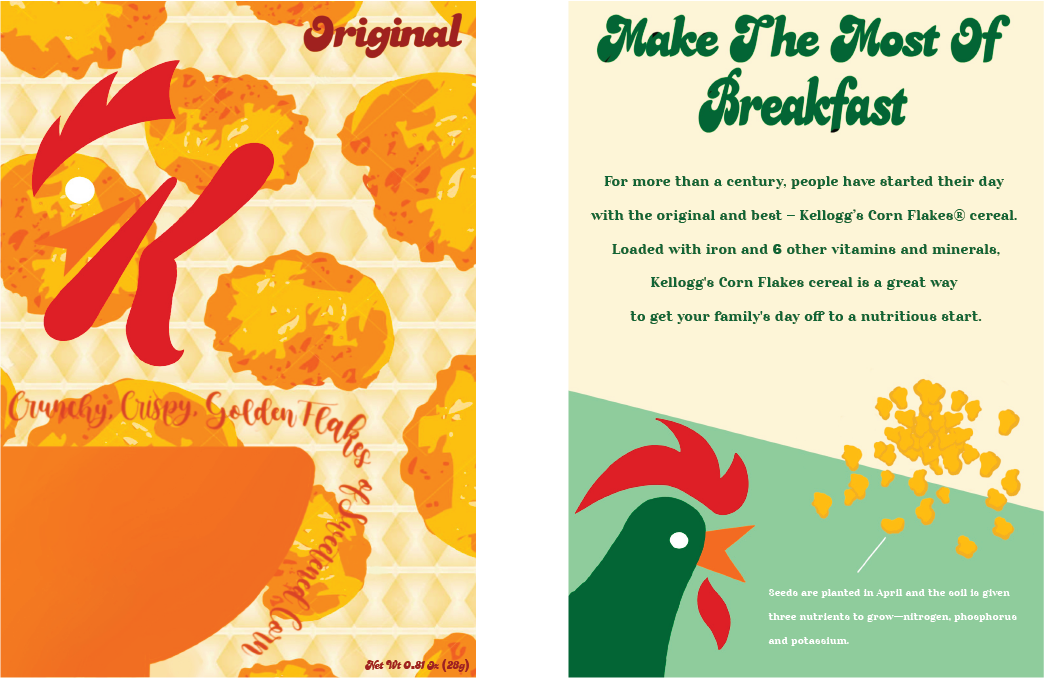 Original
Crunchy, Crispy, Golden Flakes of Sweetened Corn
Net Wt 0.81 Oz (28g)
Make The Most Of
Breakfast
For more than a century, people have started their day
with the original and best – Kellogg's Corn Flakes® cereal.
Loaded with iron and 6 other vitamins and minerals,
Kellogg's Corn Flakes cereal is a great way
to get your family's day off to a nutritious start.
Seeds are planted in April and the soil is given
three nutrients to grow—nitrogen, phosphorus
and potassium.